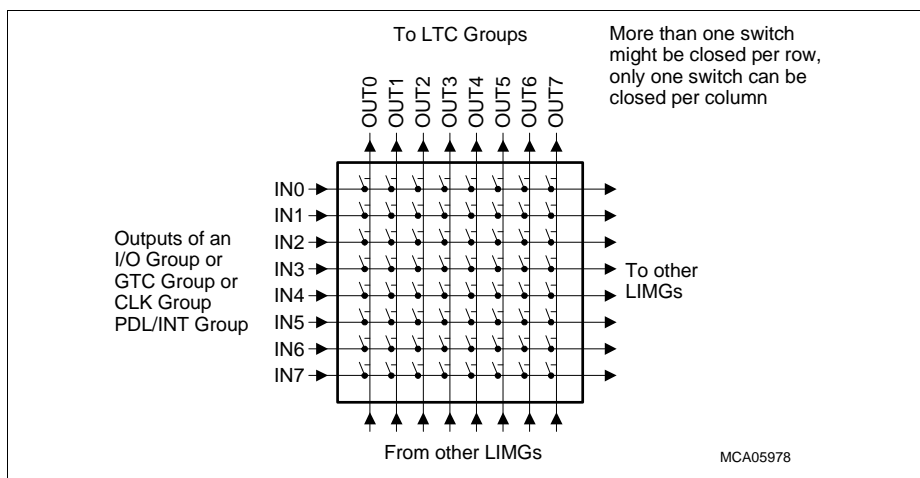 To LTC Groups
More than one switch
might be closed per row,
only one switch can be
closed per column
OUT0
OUT1
OUT2
OUT3
OUT4
OUT5
OUT6
OUT7
IN0
IN1
IN2
IN3
IN4
IN5
IN6
IN7
Outputs of an
I/O Group or
GTC Group or
CLK Group
PDL/INT Group
To other
LIMGs
From other LIMGs
MCA05978